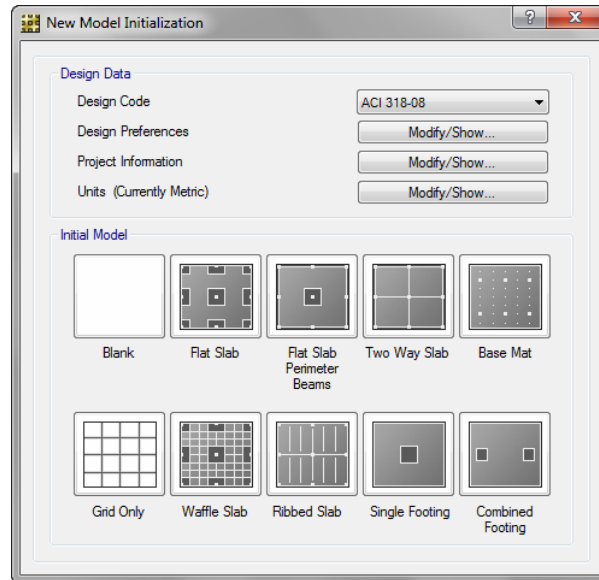 New Model Initialization
Design Data
Design Code
ACI 318-08
Design Preferences
Modify/Show...
Project Information
Modify/Show...
Units (Currently Metric)
Modify/Show...
Initial Model
Blank
Flat Slab
Flat Slab
Perimeter
Beams
Two Way Slab
Base Mat
Grid Only
Waffle Slab
Ribbed Slab
Single Footing
Combined
Footing